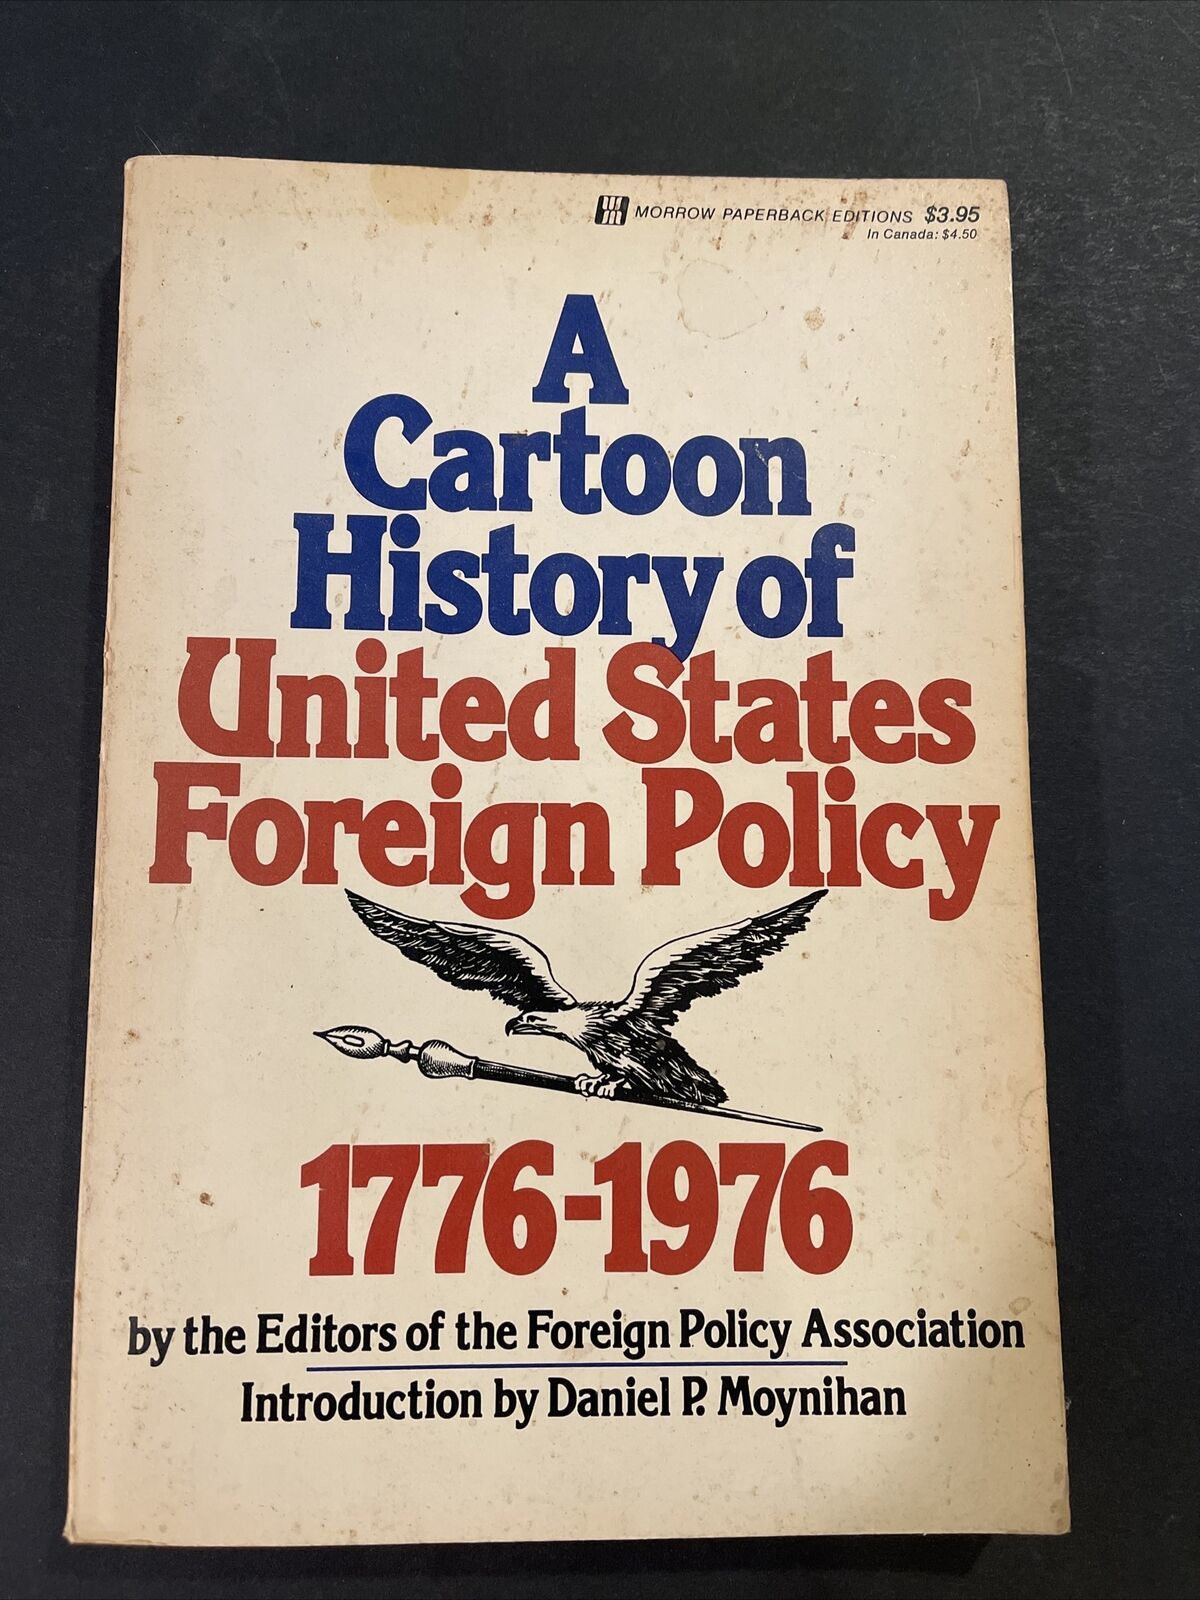 MORROW PAPERBACK EDITIONS $3.95
In Canada: $4.50
A
Cartoon
History of
United States
Foreign Policy
1776-1976
by the Editors of the Foreign Policy Association
Introduction by Daniel P. Moynihan